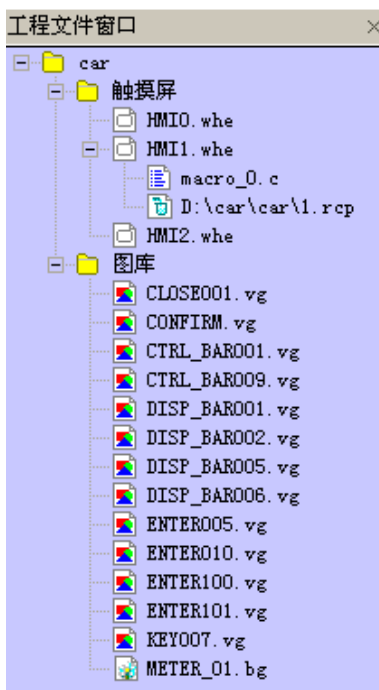 工程文件窗口
car
触摸屏
HMI0.whe
HMI1.whe
macro_0.c
D:\car\car\1.rcp
HMI2.whe
图库
CLOSE001.vg
CONFIRM.vg
CTRL_BAR001.vg
CTRL_BAR009.vg
DISP_BAR001.vg
DISP_BAR002.vg
DISP_BAR005.vg
DISP_BAR006.vg
ENTER005.vg
ENTER010.vg
ENTER100.vg
ENTER101.vg
KEY007.vg
METER_01.bg